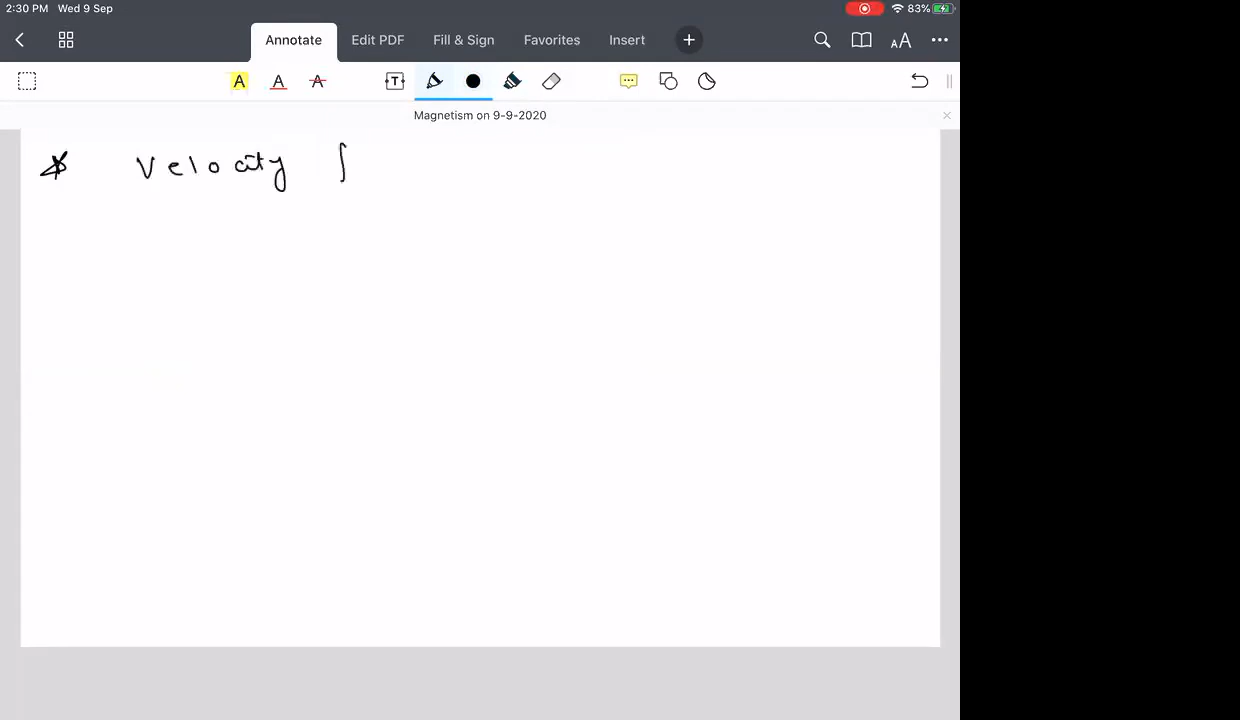 2:30 PM Wed 9 Sep 83%
Annotate Edit PDF Fill & Sign Favorites Insert
AA
A A A T
Magnetism on 9-9-2020
Velocity